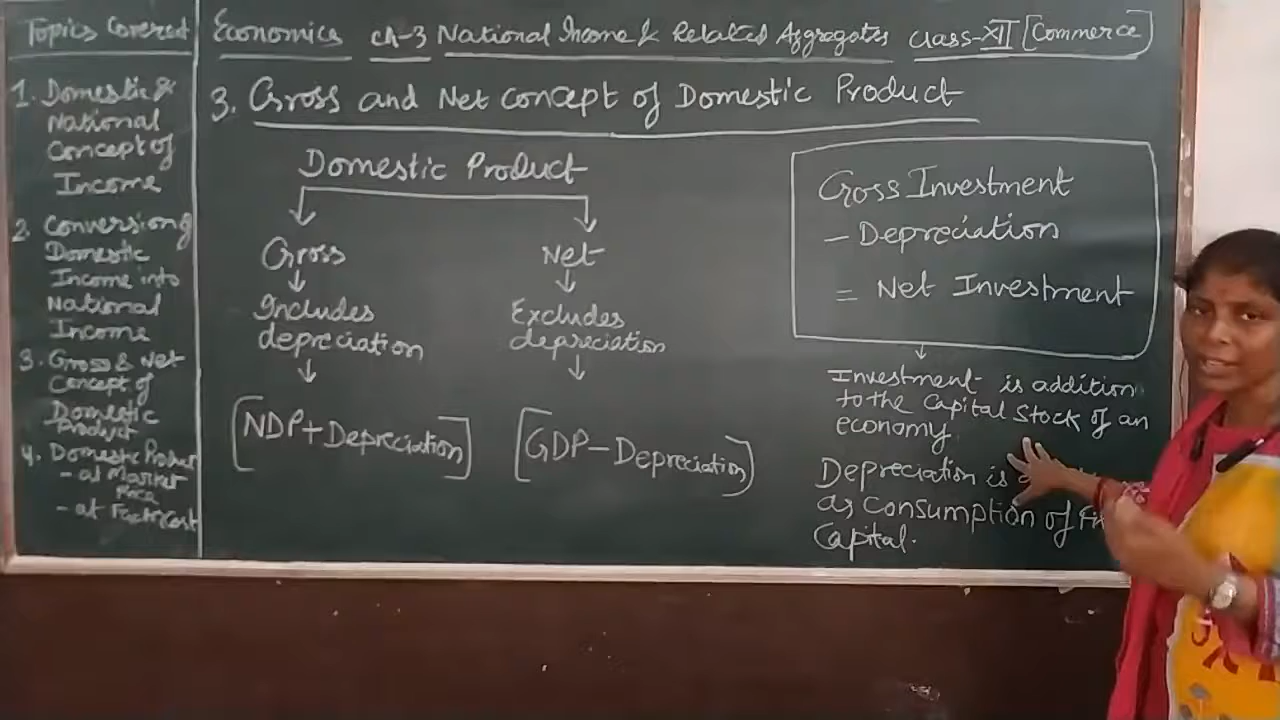 Topics Covered
1. Domestic &
National
Concept of
Income
2 Conversion of
Domestic
Income into
National
Income
3. Gross & Net
Concept of
Domestic
Product
4. Domestic Product
- at Market
Price
- at Factor Cost
Economics ch-3 National Income & Related Aggregates Class-XII [Commerce]
3. Gross and Net concept of Domestic Product
Domestic Product
Gross Net
Includes depreciation Excludes depreciation
[NDP+Depreciation] [GDP-Depreciation]
Gross Investment
- Depreciation
= Net Investment
Investment is addition
to the Capital Stock of an
economy
Depreciation is
as Consumption of
Capital.